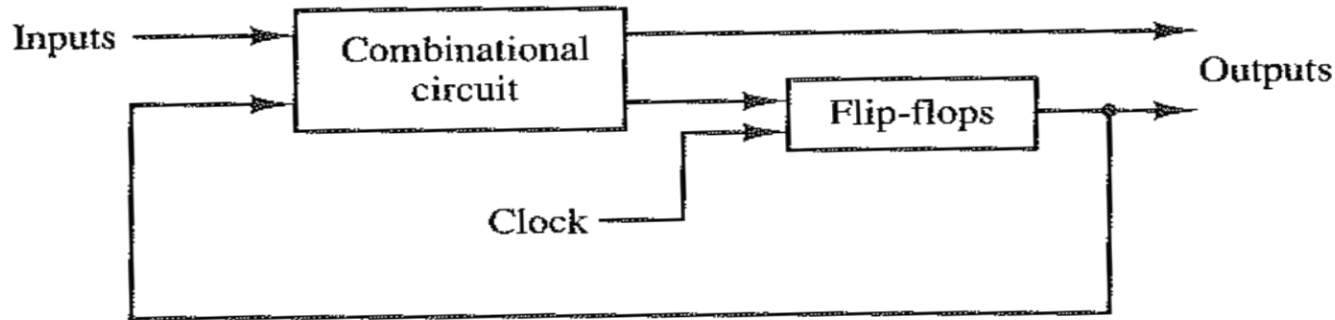 Inputs
Combinational
circuit
Outputs
Flip-flops
Clock